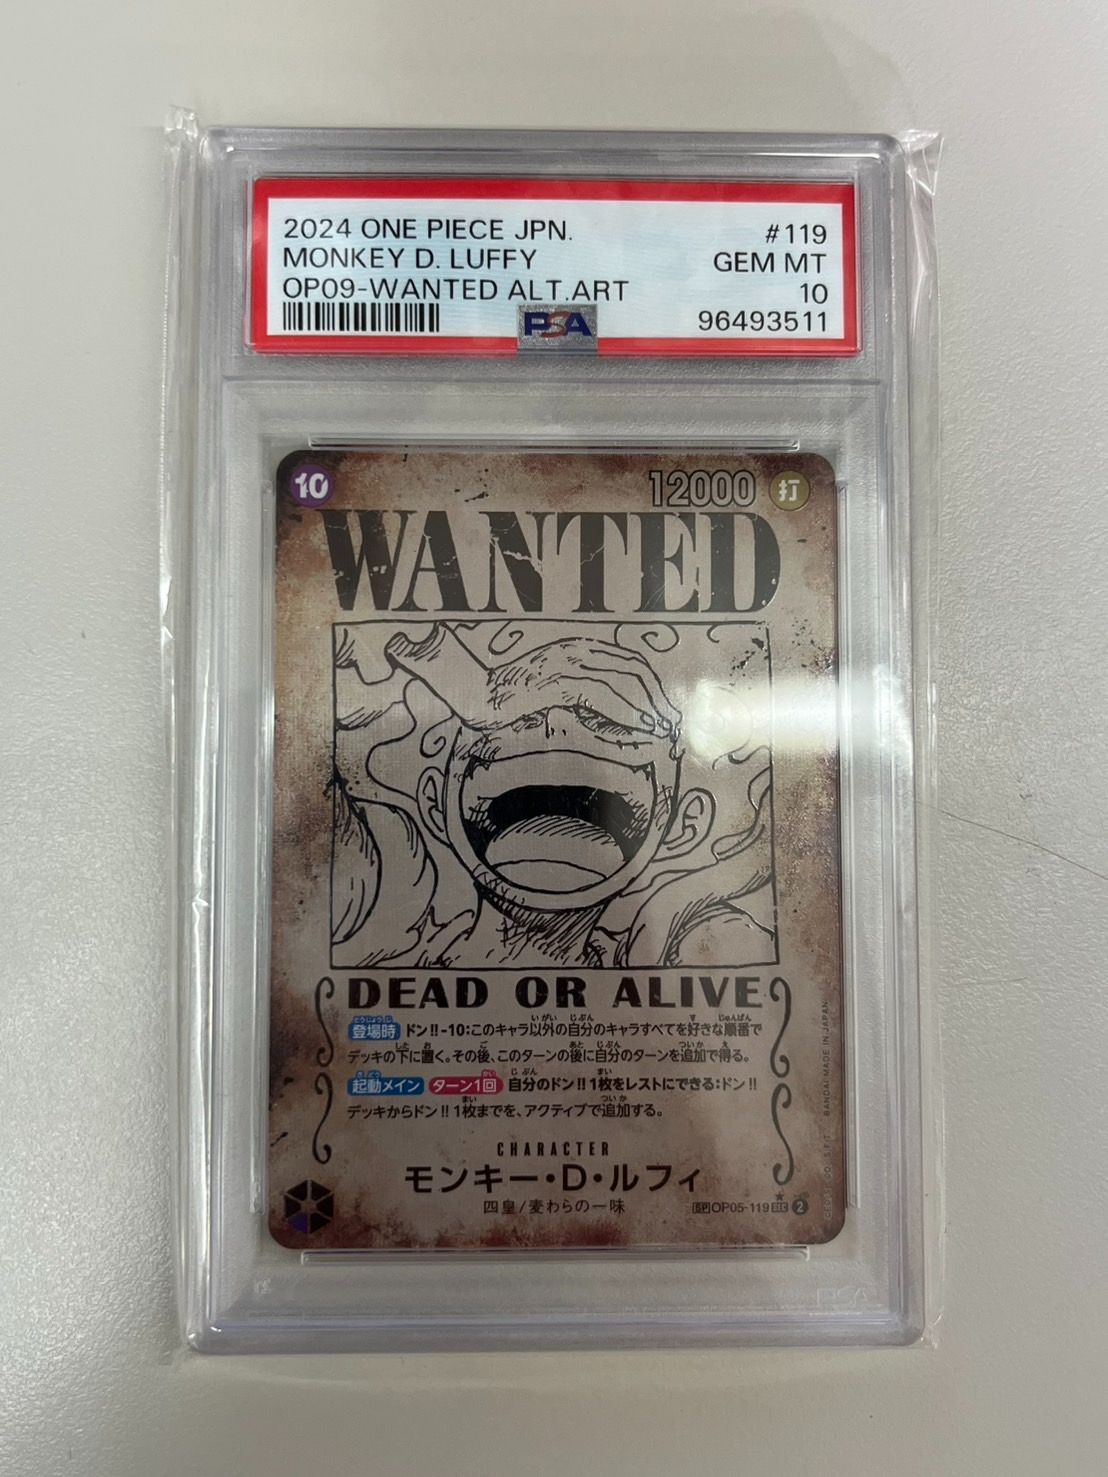 2024 ONE PIECE JPN. #119
MONKEY D. LUFFY GEM MT
OP09-WANTED ALT.ART 10
PSA 96493511
10 12000 打
WANTED
DEAD OR ALIVE
登場時 ドン!!-10:このキャラ以外の自分のキャラすべてを好きな順番で
デッキの下に置く。その後、このターンの後に自分のターンを追加で得る。
起動メイン ターン1回 自分のドン!!1枚をレストにできる:ドン!!
デッキからドン!!1枚までを、アクティブで追加する。
CHARACTER
モンキー・D・ルフィ
四皇/麦わらの一味
SP OP05-119 SEC 2
BANDAI MADE IN JAPAN
PSA